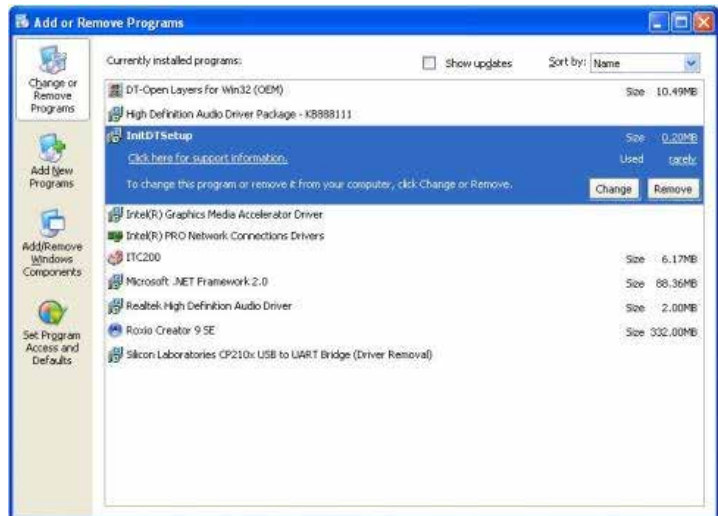 Add or Remove Programs
Change or
Remove
Programs
Add New
Programs
Add/Remove
Windows
Components
Set Program
Access and
Defaults
Currently installed programs:
Show updates
Sort by: Name
DT-Open Layers for Win32 (OEM) Size 10.49MB
High Definition Audio Driver Package - KB888111
InitDTSetup Size 0.20MB
Click here for support information. Used rarely
To change this program or remove it from your computer, click Change or Remove. Change Remove
Intel(R) Graphics Media Accelerator Driver
Intel(R) PRO Network Connections Drivers
ITC200 Size 6.17MB
Microsoft .NET Framework 2.0 Size 88.36MB
Realtek High Definition Audio Driver Size 2.00MB
Roxio Creator 9 SE Size 332.00MB
Silicon Laboratories CP210x USB to UART Bridge (Driver Removal)